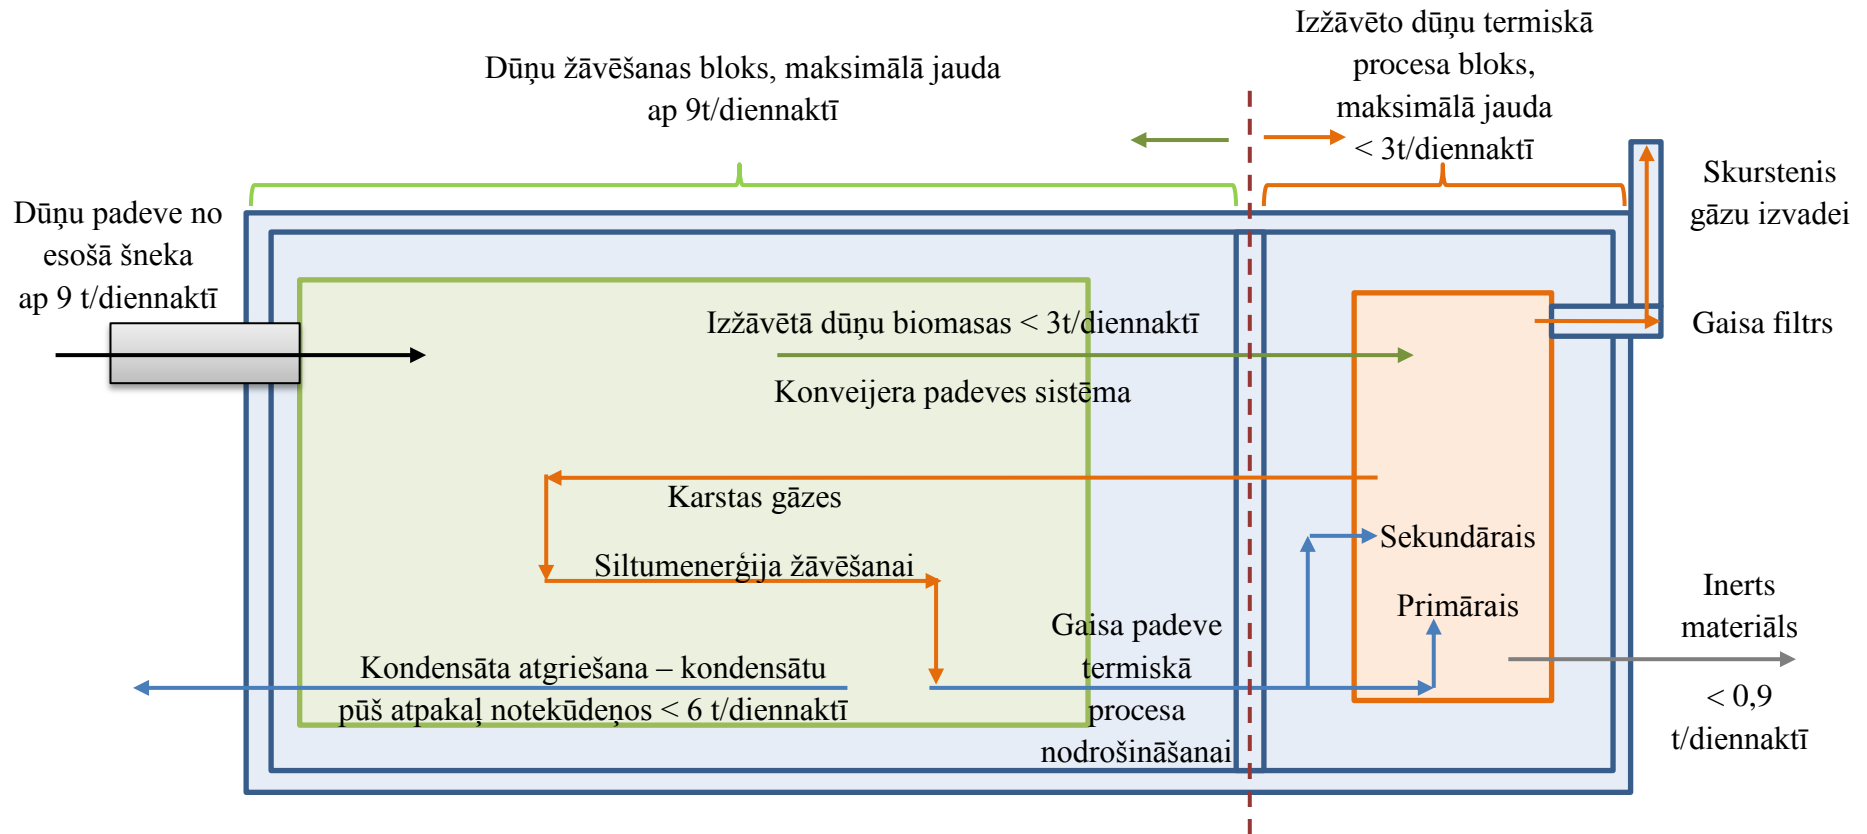 Izžāvēto dūņu termiskā
procesa bloks,
maksimālā jauda
< 3t/diennaktī
Dūņu žāvēšanas bloks, maksimālā jauda
ap 9t/diennaktī
Skurstenis
gāzu izvadei
Dūņu padeve no
esošā šneka
ap 9 t/diennaktī
Izžāvētā dūņu biomasas < 3t/diennaktī
Gaisa filtrs
Konveijera padeves sistēma
Karstas gāzes
Sekundārais
Siltumenerģija žāvēšanai
Primārais
Inerts
materiāls
< 0,9
t/diennaktī
Gaisa padeve
termiskā
procesa
nodrošināšanai
Kondensāta atgriešana – kondensātu
pūš atpakaļ notekūdeņos < 6 t/diennaktī